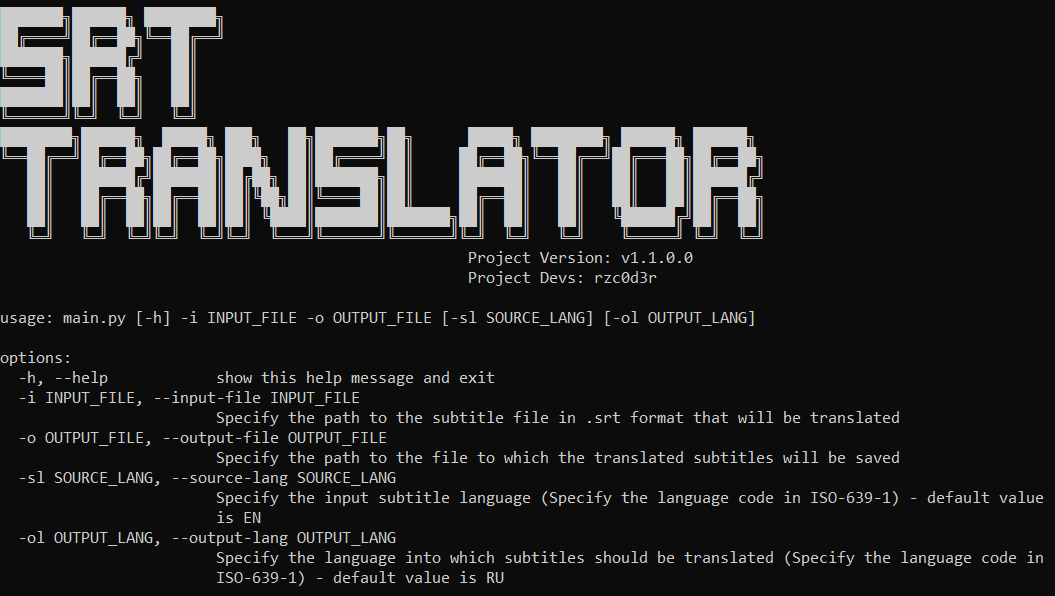 SRT
TRANSLATOR
Project Version: v1.1.0.0
Project Devs: rzc0d3r
usage: main.py [-h] -i INPUT_FILE -o OUTPUT_FILE [-sl SOURCE_LANG] [-ol OUTPUT_LANG]
options:
-h, --help show this help message and exit
-i INPUT_FILE, --input-file INPUT_FILE
Specify the path to the subtitle file in .srt format that will be translated
-o OUTPUT_FILE, --output-file OUTPUT_FILE
Specify the path to the file to which the translated subtitles will be saved
-sl SOURCE_LANG, --source-lang SOURCE_LANG
Specify the input subtitle language (Specify the language code in ISO-639-1) - default value
is EN
-ol OUTPUT_LANG, --output-lang OUTPUT_LANG
Specify the language into which subtitles should be translated (Specify the language code in
ISO-639-1) - default value is RU